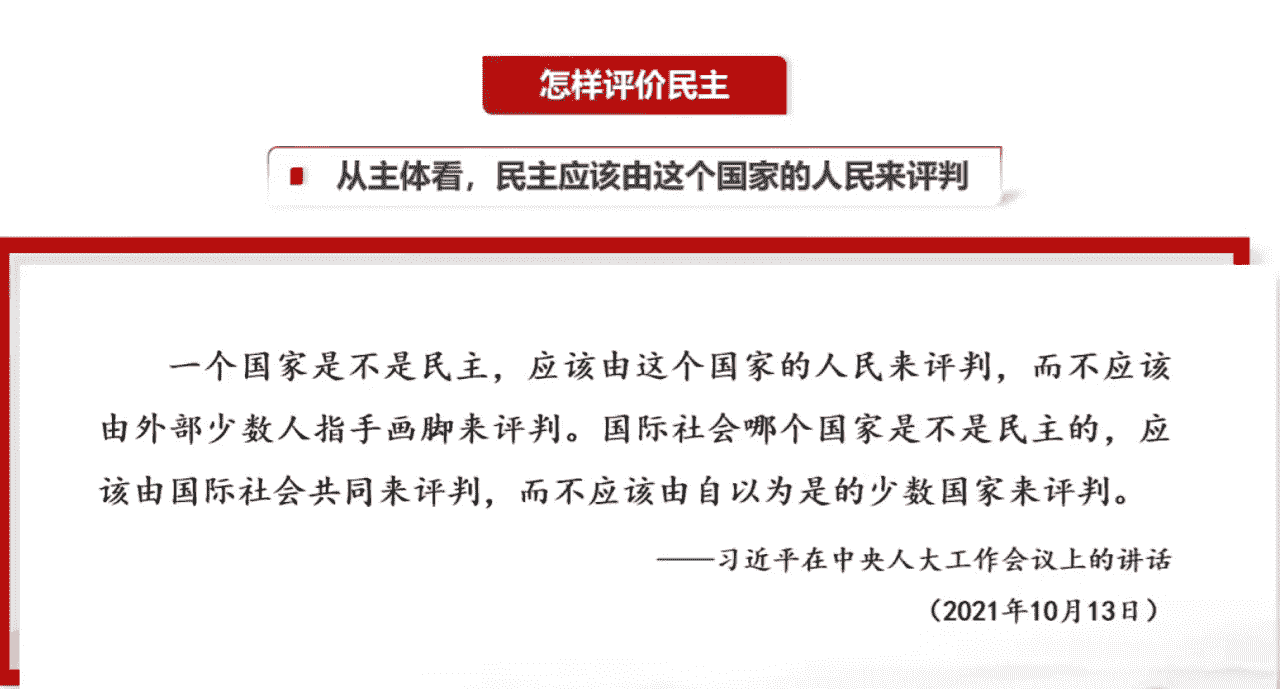 怎样评价民主
从主体看，民主应该由这个国家的人民来评判
一个国家是不是民主，应该由这个国家的人民来评判，而不应该
由外部少数人指手画脚来评判。国际社会哪个国家是不是民主的，应
该由国际社会共同来评判，而不应该由自以为是的少数国家来评判。
——习近平在中央人大工作会议上的讲话
（2021年10月13日）